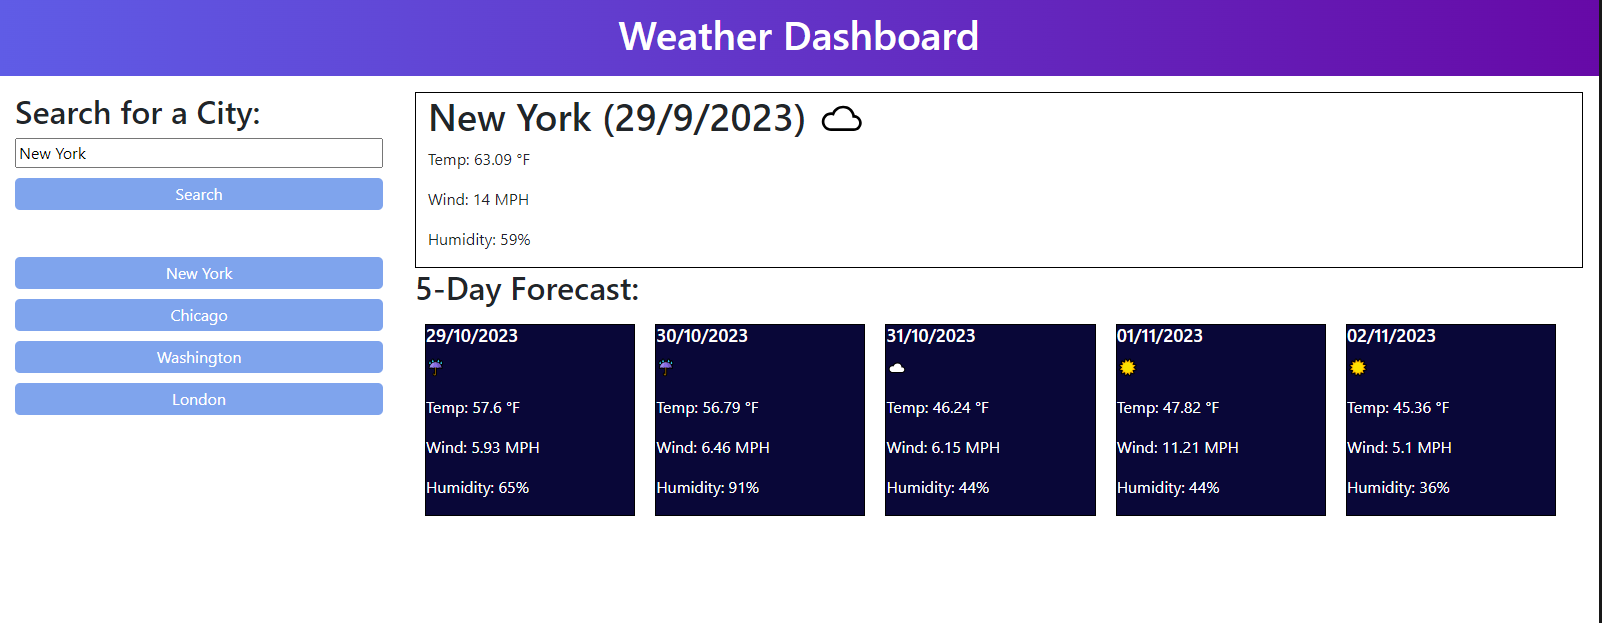 Weather Dashboard
Search for a City:
New York
Search
New York
Chicago
Washington
London
New York (29/9/2023)
Temp: 63.09 °F
Wind: 14 MPH
Humidity: 59%
5-Day Forecast:
29/10/2023
Temp: 57.6 °F
Wind: 5.93 MPH
Humidity: 65%
30/10/2023
Temp: 56.79 °F
Wind: 6.46 MPH
Humidity: 91%
31/10/2023
Temp: 46.24 °F
Wind: 6.15 MPH
Humidity: 44%
01/11/2023
Temp: 47.82 °F
Wind: 11.21 MPH
Humidity: 44%
02/11/2023
Temp: 45.36 °F
Wind: 5.1 MPH
Humidity: 36%